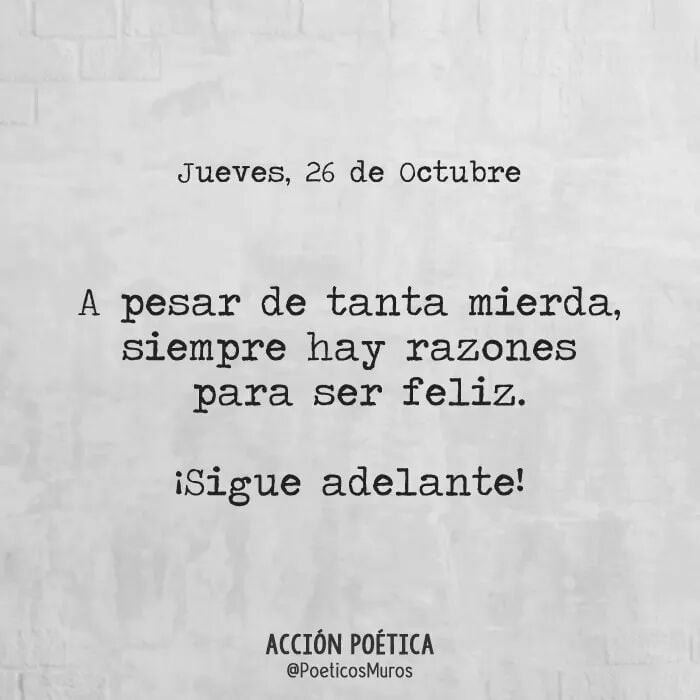 Jueves, 26 de Octubre
A pesar de tanta mierda,
siempre hay razones
para ser feliz.
¡Sigue adelante!
ACCIÓN POÉTICA
@PoeticosMuros